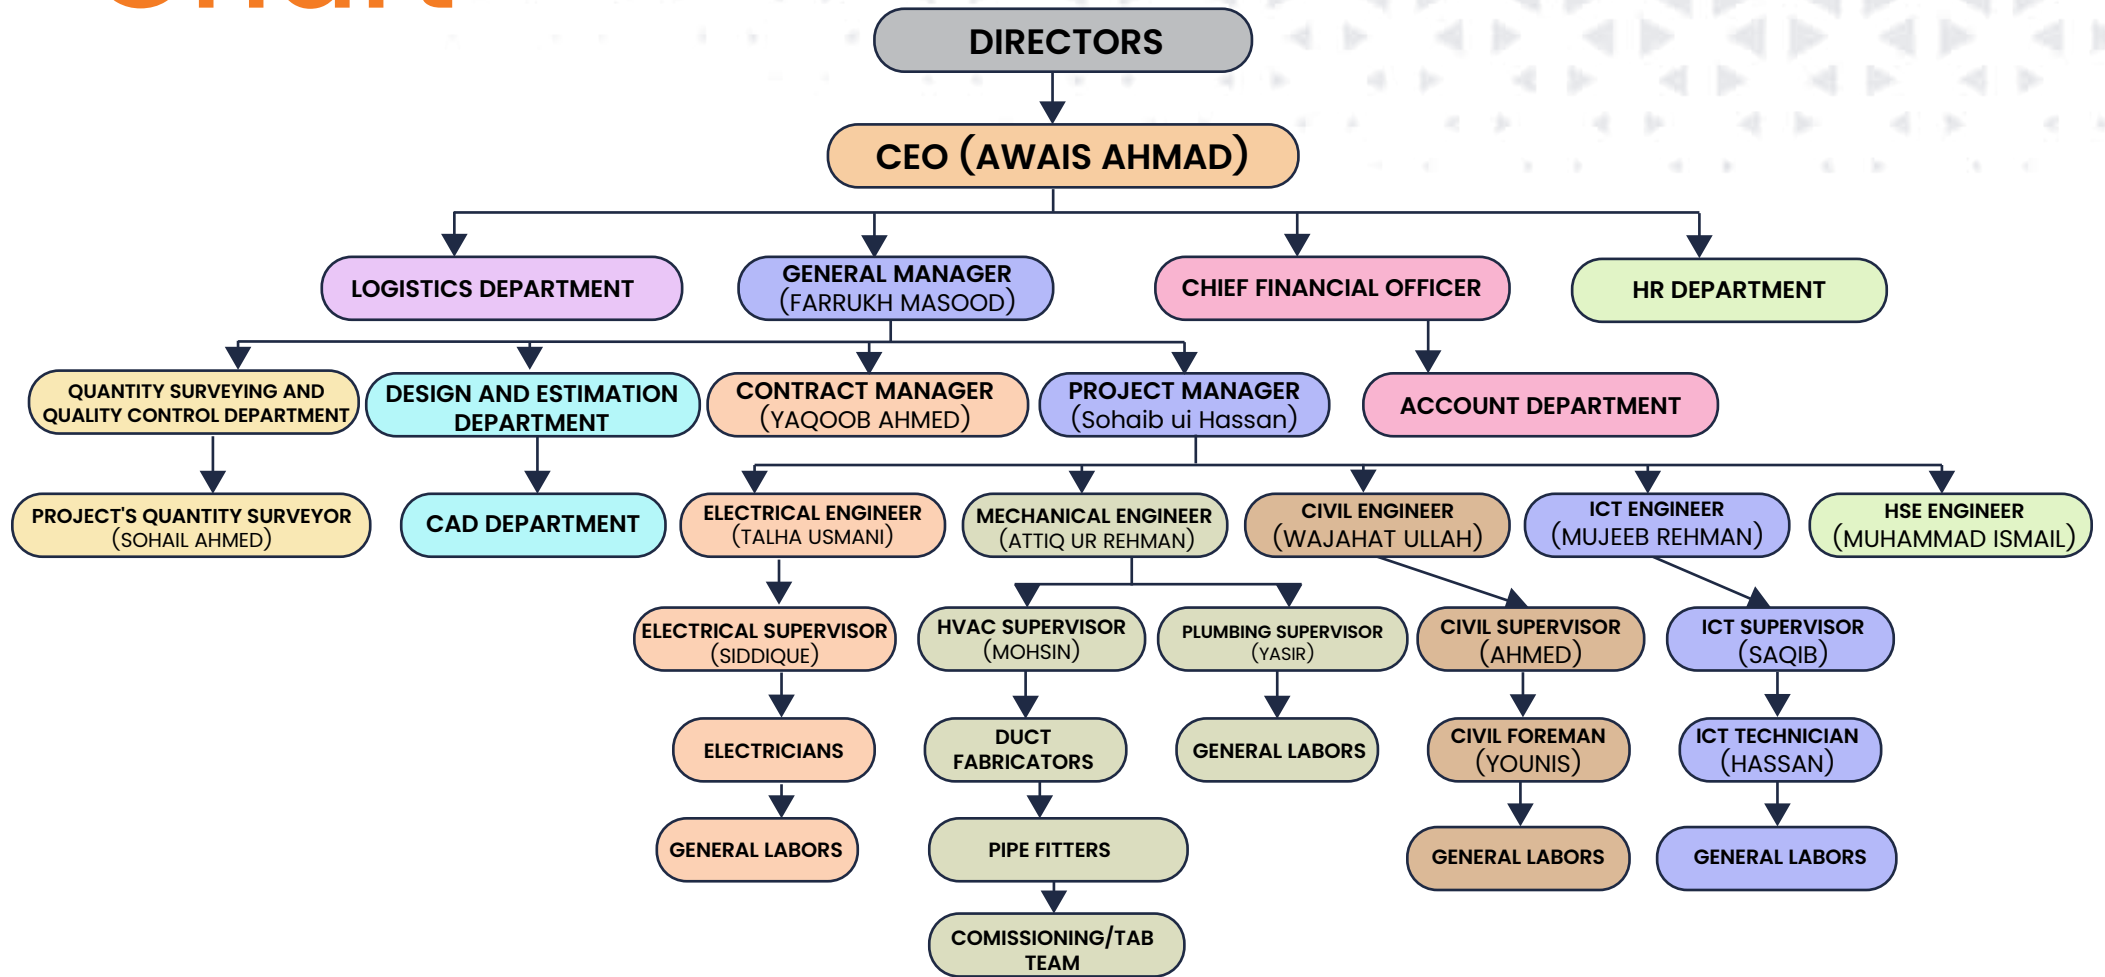 Chart
DIRECTORS
CEO (AWAIS AHMAD)
LOGISTICS DEPARTMENT
GENERAL MANAGER
(FARRUKH MASOOD)
CHIEF FINANCIAL OFFICER
HR DEPARTMENT
QUANTITY SURVEYING AND
QUALITY CONTROL DEPARTMENT
DESIGN AND ESTIMATION
DEPARTMENT
CONTRACT MANAGER
(YAQOOB AHMED)
PROJECT MANAGER
(Sohaib ui Hassan)
ACCOUNT DEPARTMENT
PROJECT'S QUANTITY SURVEYOR
(SOHAIL AHMED)
CAD DEPARTMENT
ELECTRICAL ENGINEER
(TALHA USMANI)
MECHANICAL ENGINEER
(ATTIQ UR REHMAN)
CIVIL ENGINEER
(WAJAHAT ULLAH)
ICT ENGINEER
(MUJEEB REHMAN)
HSE ENGINEER
(MUHAMMAD ISMAIL)
ELECTRICAL SUPERVISOR
(SIDDIQUE)
HVAC SUPERVISOR
(MOHSIN)
PLUMBING SUPERVISOR
(YASIR)
CIVIL SUPERVISOR
(AHMED)
ICT SUPERVISOR
(SAQIB)
ELECTRICIANS
DUCT
FABRICATORS
GENERAL LABORS
CIVIL FOREMAN
(YOUNIS)
ICT TECHNICIAN
(HASSAN)
GENERAL LABORS
PIPE FITTERS
GENERAL LABORS
GENERAL LABORS
COMISSIONING/TAB
TEAM